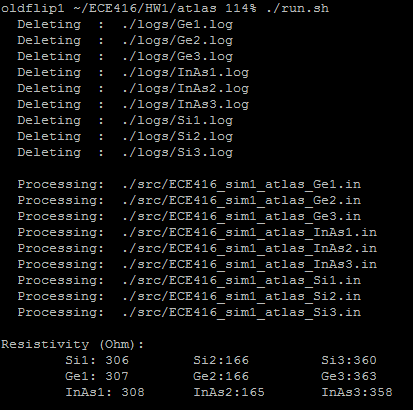 oldflip1 ~/ECE416/HW1/atlas 114% ./run.sh
Deleting : ./logs/Ge1.log
Deleting : ./logs/Ge2.log
Deleting : ./logs/Ge3.log
Deleting : ./logs/InAs1.log
Deleting : ./logs/InAs2.log
Deleting : ./logs/InAs3.log
Deleting : ./logs/Si1.log
Deleting : ./logs/Si2.log
Deleting : ./logs/Si3.log
Processing: ./src/ECE416_sim1_atlas_Ge1.in
Processing: ./src/ECE416_sim1_atlas_Ge2.in
Processing: ./src/ECE416_sim1_atlas_Ge3.in
Processing: ./src/ECE416_sim1_atlas_InAs1.in
Processing: ./src/ECE416_sim1_atlas_InAs2.in
Processing: ./src/ECE416_sim1_atlas_InAs3.in
Processing: ./src/ECE416_sim1_atlas_Si1.in
Processing: ./src/ECE416_sim1_atlas_Si2.in
Processing: ./src/ECE416_sim1_atlas_Si3.in
Resistivity (Ohm):
Si1: 306 Si2:166 Si3:360
Ge1: 307 Ge2:166 Ge3:363
InAs1: 308 InAs2:165 InAs3:358